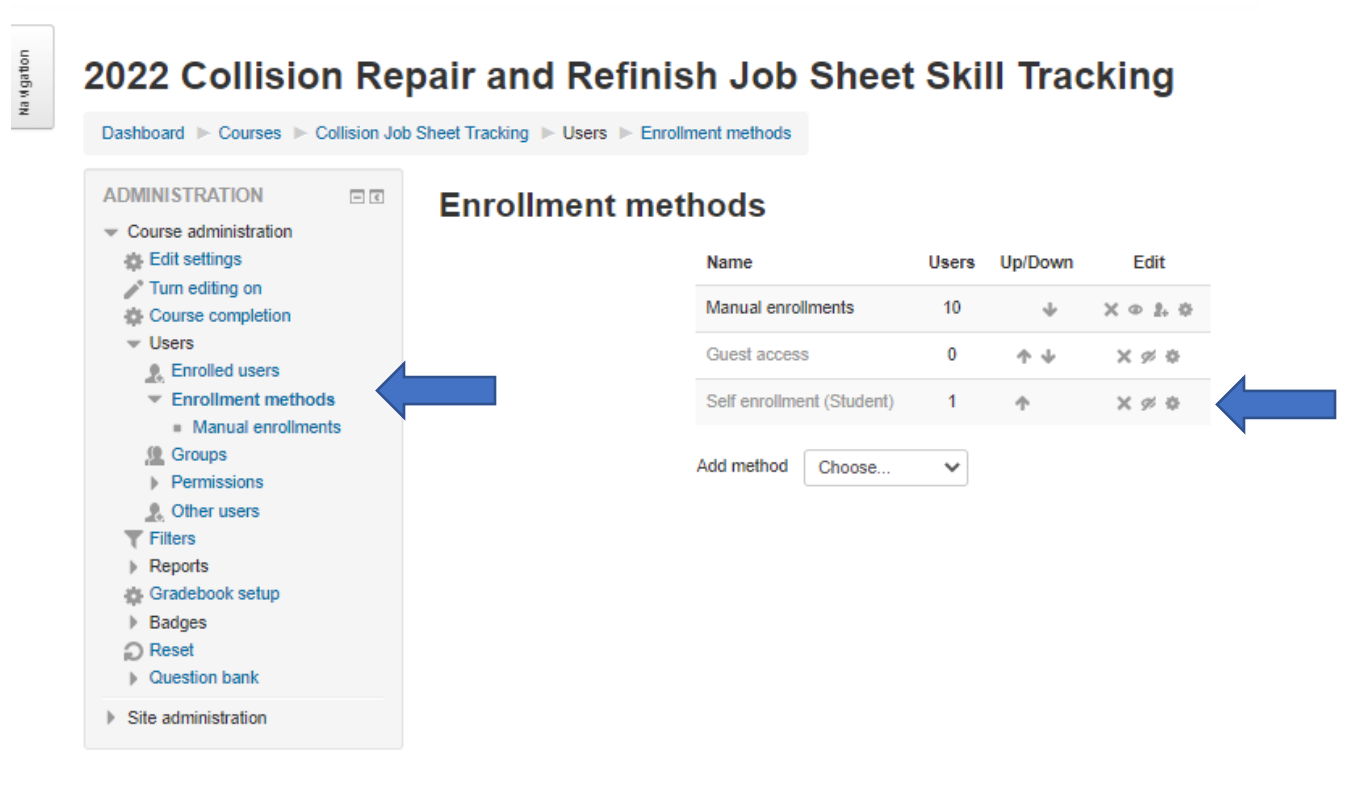 Navigation
2022 Collision Repair and Refinish Job Sheet Skill Tracking
Dashboard Courses Collision Job Sheet Tracking Users Enrollment methods
ADMINISTRATION
Course administration
Edit settings
Turn editing on
Course completion
Users
Enrolled users
Enrollment methods
Manual enrollments
Groups
Permissions
Other users
Filters
Reports
Gradebook setup
Badges
Reset
Question bank
Site administration
Enrollment methods
Name Users Up/Down Edit
Manual enrollments 10
Guest access 0
Self enrollment (Student) 1
Add method Choose...